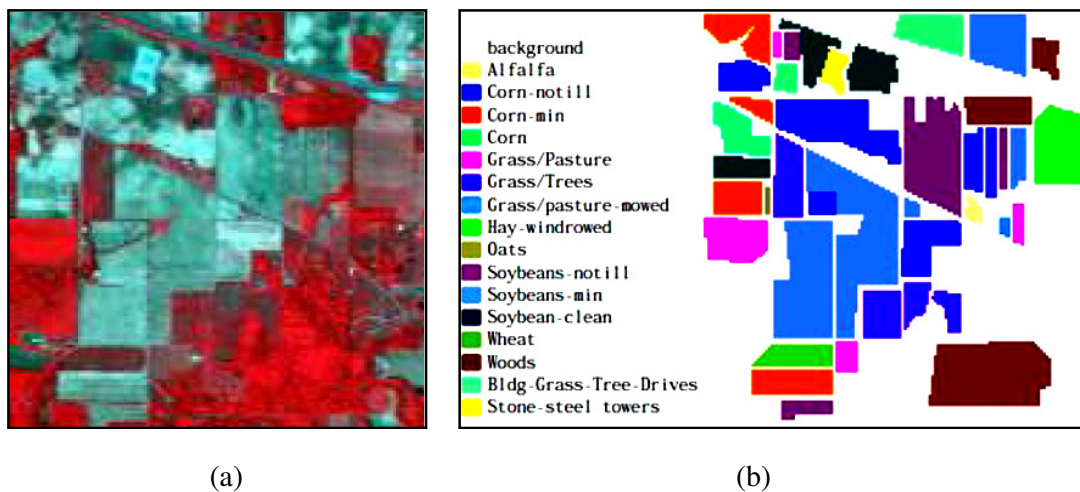 background
Alfalfa
Corn-notill
Corn-min
Corn
Grass/Pasture
Grass/Trees
Grass/pasture-mowed
Hay-windrowed
Oats
Soybeans-notill
Soybeans-min
Soybean-clean
Wheat
Woods
Bldg-Grass-Tree-Drives
Stone-steel towers
(a)
(b)